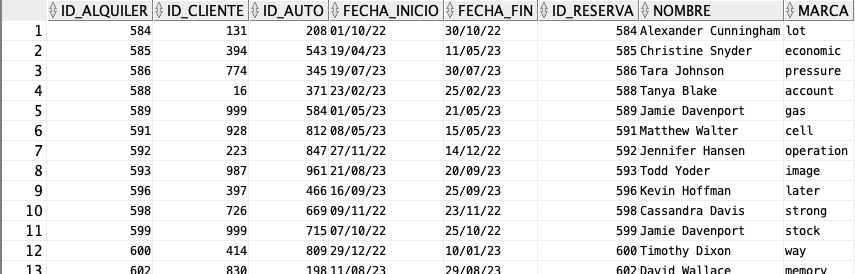 ID_ALQUILER ID_CLIENTE ID_AUTO FECHA_INICIO FECHA_FIN ID_RESERVA NOMBRE MARCA
1 584 131 208 01/10/22 30/10/22 584 Alexander Cunningham lot
2 585 394 543 19/04/23 11/05/23 585 Christine Snyder economic
3 586 774 345 19/07/23 30/07/23 586 Tara Johnson pressure
4 588 16 371 23/02/23 25/02/23 588 Tanya Blake account
5 589 999 584 01/05/23 21/05/23 589 Jamie Davenport gas
6 591 928 812 08/05/23 15/05/23 591 Matthew Walter cell
7 592 223 847 27/11/22 14/12/22 592 Jennifer Hansen operation
8 593 987 961 21/08/23 20/09/23 593 Todd Yoder image
9 596 397 466 16/09/23 25/09/23 596 Kevin Hoffman later
10 598 726 669 09/11/22 23/11/22 598 Cassandra Davis strong
11 599 999 715 07/10/22 25/10/22 599 Jamie Davenport stock
12 600 414 809 29/12/22 10/01/23 600 Timothy Dixon way
13 602 830 198 11/08/23 29/08/23 602 David Wallace memory